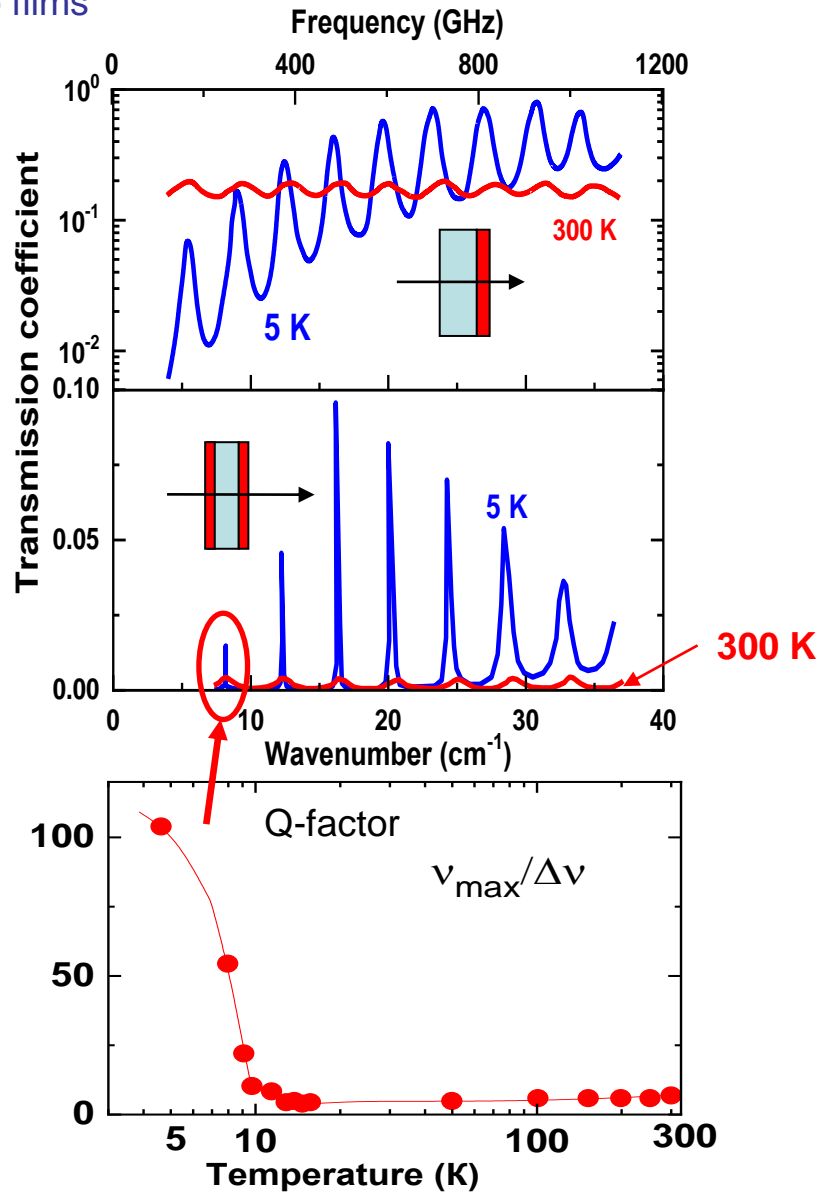 films
Frequency (GHz)
0 400 800 1200
Transmission coefficient
10⁰
10⁻¹
10⁻²
300 K
5 K
0.10
0.05
0.00
5 K
300 K
0 10 20 30 40
Wavenumber (cm⁻¹)
Q-factor
ν_max/Δν
100
50
0
5 10 100 300
Temperature (K)